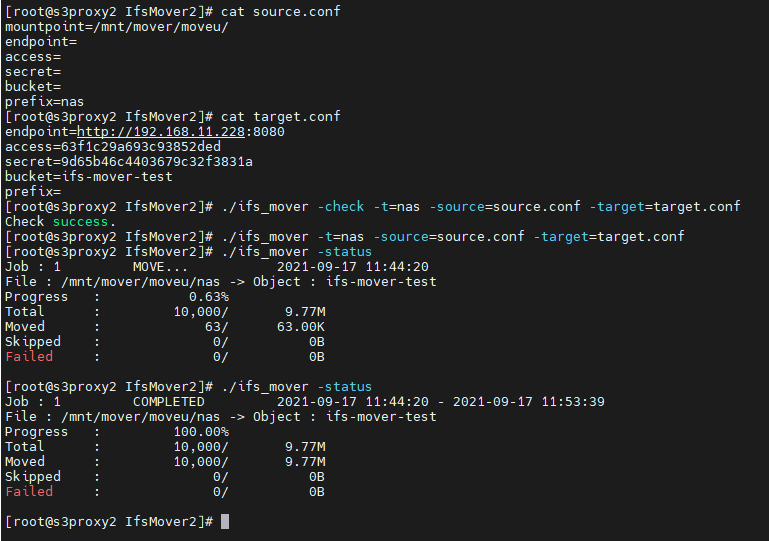 [root@s3proxy2 IfsMover2]# cat source.conf
mountpoint=/mnt/mover/moveu/
endpoint=
access=
secret=
bucket=
prefix=nas
[root@s3proxy2 IfsMover2]# cat target.conf
endpoint=http://192.168.11.228:8080
access=63f1c29a693c93852ded
secret=9d65b46c4403679c32f3831a
bucket=ifs-mover-test
prefix=
[root@s3proxy2 IfsMover2]# ./ifs_mover -check -t=nas -source=source.conf -target=target.conf
Check success.
[root@s3proxy2 IfsMover2]# ./ifs_mover -t=nas -source=source.conf -target=target.conf
[root@s3proxy2 IfsMover2]# ./ifs_mover -status
Job : 1         MOVE...           2021-09-17 11:44:20
File : /mnt/mover/moveu/nas -> Object : ifs-mover-test
Progress   :           0.63%
Total      :         10,000/       9.77M
Moved      :             63/      63.00K
Skipped    :              0/          0B
Failed     :              0/          0B
[root@s3proxy2 IfsMover2]# ./ifs_mover -status
Job : 1         COMPLETED         2021-09-17 11:44:20 - 2021-09-17 11:53:39
File : /mnt/mover/moveu/nas -> Object : ifs-mover-test
Progress   :         100.00%
Total      :         10,000/       9.77M
Moved      :         10,000/       9.77M
Skipped    :              0/          0B
Failed     :              0/          0B
[root@s3proxy2 IfsMover2]#